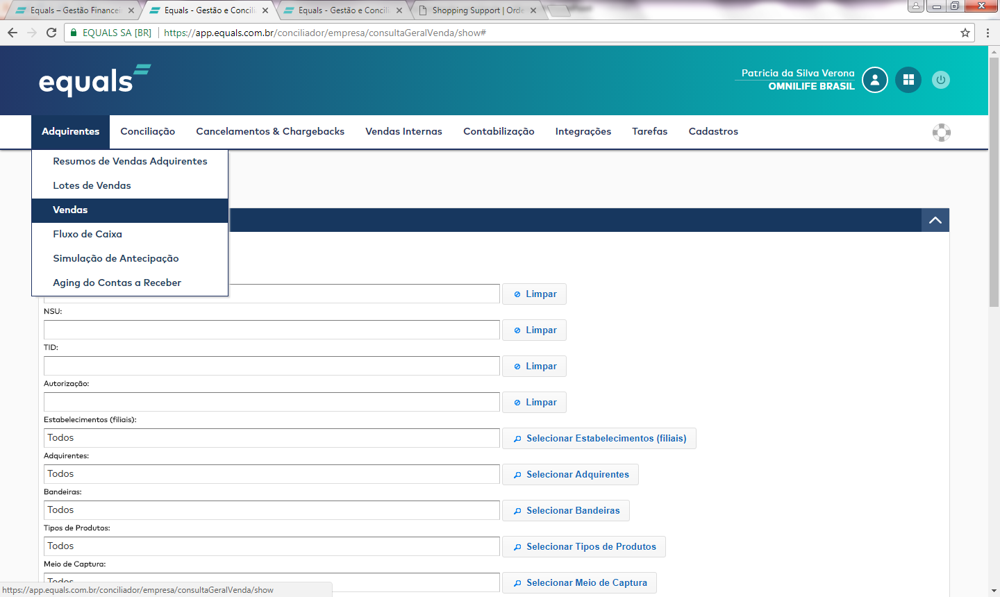 Equals – Gestão Financei
Equals - Gestão e Concili
Equals - Gestão e Concili
Shopping Support | Orde
EQUALS SA [BR]
https://app.equals.com.br/conciliador/empresa/consultaGeralVenda/show#
equals
Patricia da Silva Verona
OMNILIFE BRASIL
Adquirentes
Conciliação
Cancelamentos & Chargebacks
Vendas Internas
Contabilização
Integrações
Tarefas
Cadastros
Resumos de Vendas Adquirentes
Lotes de Vendas
Vendas
Fluxo de Caixa
Simulação de Antecipação
Aging do Contas a Receber
Limpar
NSU:
Limpar
TID:
Limpar
Autorização:
Limpar
Estabelecimentos (filiais):
Todos
Selecionar Estabelecimentos (filiais)
Adquirentes:
Todos
Selecionar Adquirentes
Bandeiras:
Todos
Selecionar Bandeiras
Tipos de Produtos:
Todos
Selecionar Tipos de Produtos
Meio de Captura:
Todos
Selecionar Meio de Captura
https://app.equals.com.br/conciliador/empresa/consultaGeralVenda/show